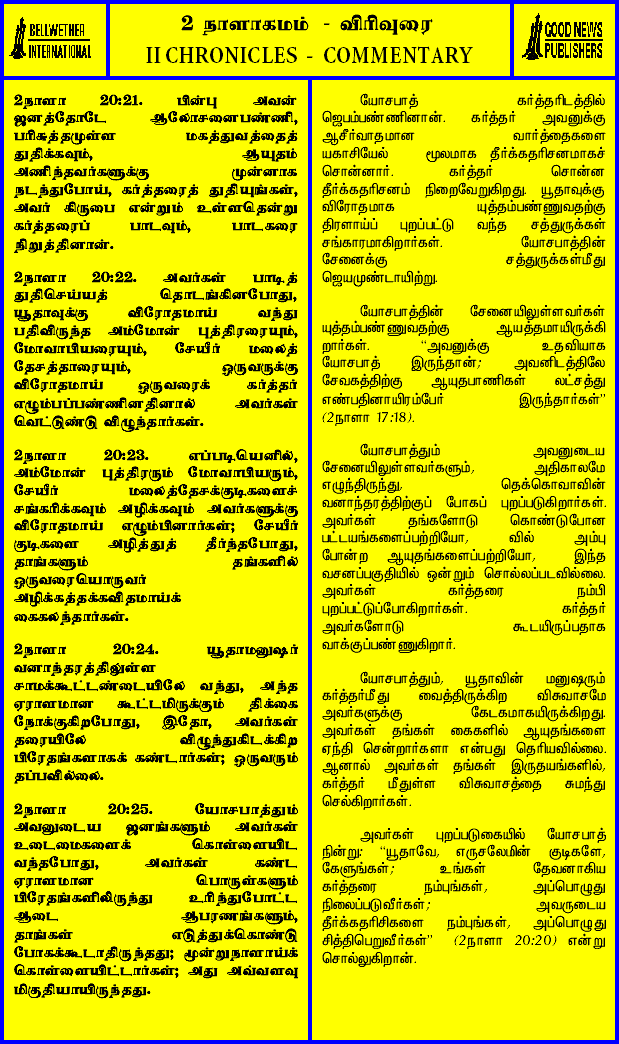 BELLWETHER
INTERNATIONAL
2 நாளாகமம் - விரிவுரை
II CHRONICLES - COMMENTARY
GOOD NEWS
PUBLISHERS
2நாளா 20:21. பின்பு அவன்
ஜனத்தோடே ஆலோசனைபண்ணி,
பரிசுத்தமுள்ள மகத்துவத்தைத்
துதிக்கவும், ஆயுதம்
அணிந்தவர்களுக்கு முன்னாக
நடந்துபோய், கர்த்தரைத் துதியுங்கள்,
அவர் கிருபை என்றும் உள்ளதென்று
கர்த்தரைப் பாடவும், பாடகரை
நிறுத்தினான்.
2நாளா 20:22. அவர்கள் பாடித்
துதிசெய்யத் தொடங்கினபோது,
யூதாவுக்கு விரோதமாய் வந்து
பதிவிருந்த அம்மோன் புத்திரரையும்,
மோவாபியரையும், சேயீர் மலைத்
தேசத்தாரையும், ஒருவருக்கு
விரோதமாய் ஒருவரைக் கர்த்தர்
எழும்பப்பண்ணினதினால் அவர்கள்
வெட்டுண்டு விழுந்தார்கள்.
2நாளா 20:23. எப்படியெனில்,
அம்மோன் புத்திரரும் மோவாபியரும்,
சேயீர் மலைத்தேசக்குடிகளைச்
சங்கரிக்கவும் அழிக்கவும் அவர்களுக்கு
விரோதமாய் எழும்பினார்கள்; சேயீர்
குடிகளை அழித்துத் தீர்ந்தபோது,
தாங்களும் தங்களில்
ஒருவரையொருவர்
அழிக்கத்தக்கவிதமாய்க்
கைகலந்தார்கள்.
2நாளா 20:24. யூதாமனுஷர்
வனாந்தரத்திலுள்ள
சாமக்கூட்டண்டையிலே வந்து, அந்த
ஏராளமான கூட்டமிருக்கும் திக்கை
நோக்குகிறபோது, இதோ, அவர்கள்
தரையிலே விழுந்துகிடக்கிற
பிரேதங்களாகக் கண்டார்கள்; ஒருவரும்
தப்பவில்லை.
2நாளா 20:25. யோசபாத்தும்
அவனுடைய ஜனங்களும் அவர்கள்
உடைமைகளைக் கொள்ளையிட
வந்தபோது, அவர்கள் கண்ட
ஏராளமான பொருள்களும்
பிரேதங்களிலிருந்து உரிந்துபோட்ட
ஆடை ஆபரணங்களும்,
தாங்கள் எடுத்துக்கொண்டு
போகக்கூடாதிருந்தது; மூன்றுநாளாய்க்
கொள்ளையிட்டார்கள்; அது அவ்வளவு
மிகுதியாயிருந்தது.
யோசபாத் கர்த்தரிடத்தில்
ஜெபம்பண்ணினான். கர்த்தர் அவனுக்கு
ஆசீர்வாதமான வார்த்தைகளை
யகாசியேல் மூலமாக தீர்க்கதரிசனமாகச்
சொன்னார். கர்த்தர் சொன்ன
தீர்க்கதரிசனம் நிறைவேறுகிறது. யூதாவுக்கு
விரோதமாக யுத்தம்பண்ணுவதற்கு
திரளாய்ப் புறப்பட்டு வந்த சத்துருக்கள்
சங்காரமாகிறார்கள். யோசபாத்தின்
சேனைக்கு சத்துருக்கள்மீது
ஜெயமுண்டாயிற்று.
யோசபாத்தின் சேனையிலுள்ளவர்கள்
யுத்தம்பண்ணுவதற்கு ஆயத்தமாயிருக்கி
றார்கள். “அவனுக்கு உதவியாக
யோசபாத் இருந்தான்; அவனிடத்திலே
சேவகத்திற்கு ஆயுதபாணிகள் லட்சத்து
எண்பதினாயிரம்பேர் இருந்தார்கள்”
(2நாளா 17:18).
யோசபாத்தும் அவனுடைய
சேனையிலுள்ளவர்களும், அதிகாலமே
எழுந்திருந்து, தெக்கொவாவின்
வனாந்தரத்திற்குப் போகப் புறப்படுகிறார்கள்.
அவர்கள் தங்களோடு கொண்டுபோன
பட்டயங்களைப்பற்றியோ, வில் அம்பு
போன்ற ஆயுதங்களைப்பற்றியோ, இந்த
வசனப்பகுதியில் ஒன்றும் சொல்லப்படவில்லை.
அவர்கள் கர்த்தரை நம்பி
புறப்பட்டுப்போகிறார்கள். கர்த்தர்
அவர்களோடு கூடயிருப்பதாக
வாக்குப்பண்ணுகிறார்.
யோசபாத்தும், யூதாவின் மனுஷரும்
கர்த்தர்மீது வைத்திருக்கிற விசுவாசமே
அவர்களுக்கு கேடகமாகயிருக்கிறது.
அவர்கள் தங்கள் கைகளில் ஆயுதங்களை
ஏந்தி சென்றார்களா என்பது தெரியவில்லை.
ஆனால் அவர்கள் தங்கள் இருதயங்களில்,
கர்த்தர் மீதுள்ள விசுவாசத்தை சுமந்து
செல்கிறார்கள்.
அவர்கள் புறப்படுகையில் யோசபாத்
நின்று: “யூதாவே, எருசலேமின் குடிகளே,
கேளுங்கள்; உங்கள் தேவனாகிய
கர்த்தரை நம்புங்கள், அப்பொழுது
நிலைப்படுவீர்கள்; அவருடைய
தீர்க்கதரிசிகளை நம்புங்கள், அப்பொழுது
சித்திபெறுவீர்கள்” (2நாளா 20:20) என்று
சொல்லுகிறான்.